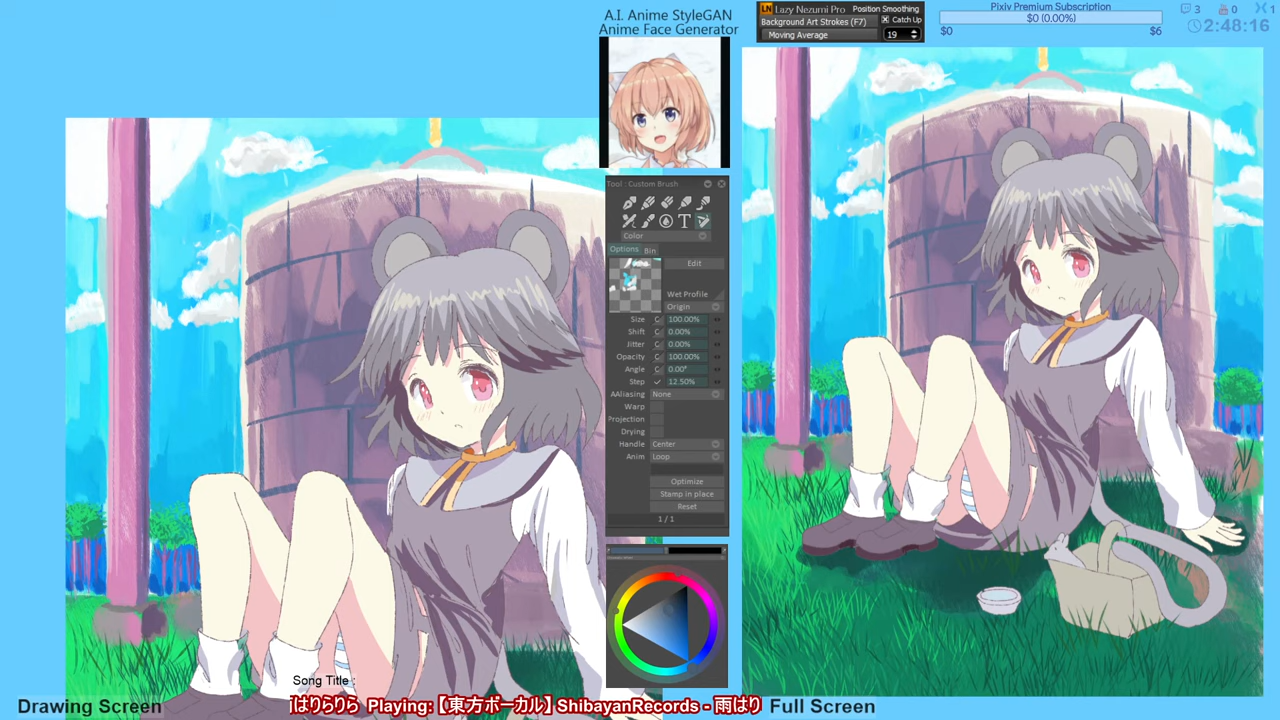 A.I. Anime StyleGAN
Anime Face Generator
LN Lazy Nezumi Pro
Position Smoothing
Background Art Strokes (F7)
Catch Up
Moving Average
19
Pixiv Premium Subscription
$0 (0.00%)
$0
$6
3
0
1
2:48:16
Tool : Custom Brush
T
Color
Options
Bin
Edit
Wet Profile
Origin
Size C 100.00%
Shift C 0.00%
Jitter C 0.00%
Opacity C 100.00%
Angle C 0.00°
Step 12.50%
AAliasing None
Warp
Projection
Drying
Handle Center
Anim Loop
Optimize
Stamp in place
Reset
1 / 1
Song Title :
Drawing Screen
はりらりら Playing: 【東方ボーカル】 ShibayanRecords - 雨はり
Full Screen